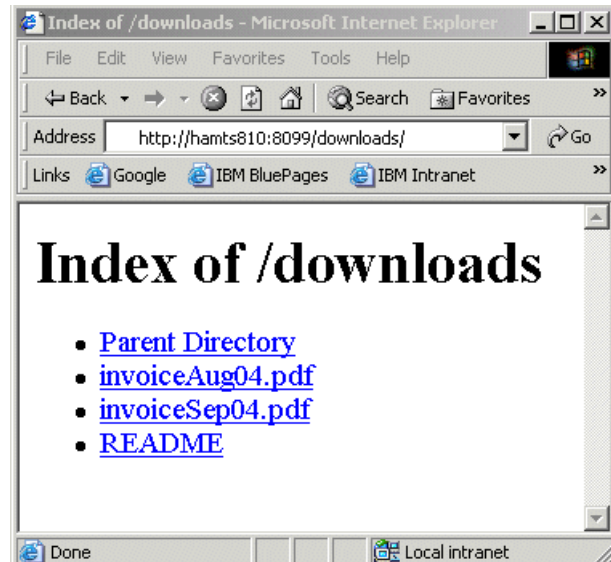 Index of /downloads - Microsoft Internet Explorer
File Edit View Favorites Tools Help
Back Search Favorites »
Address http://hamts810:8099/downloads/ Go
Links Google IBM BluePages IBM Intranet »
Index of /downloads
Parent Directory
invoiceAug04.pdf
invoiceSep04.pdf
README
Done Local intranet